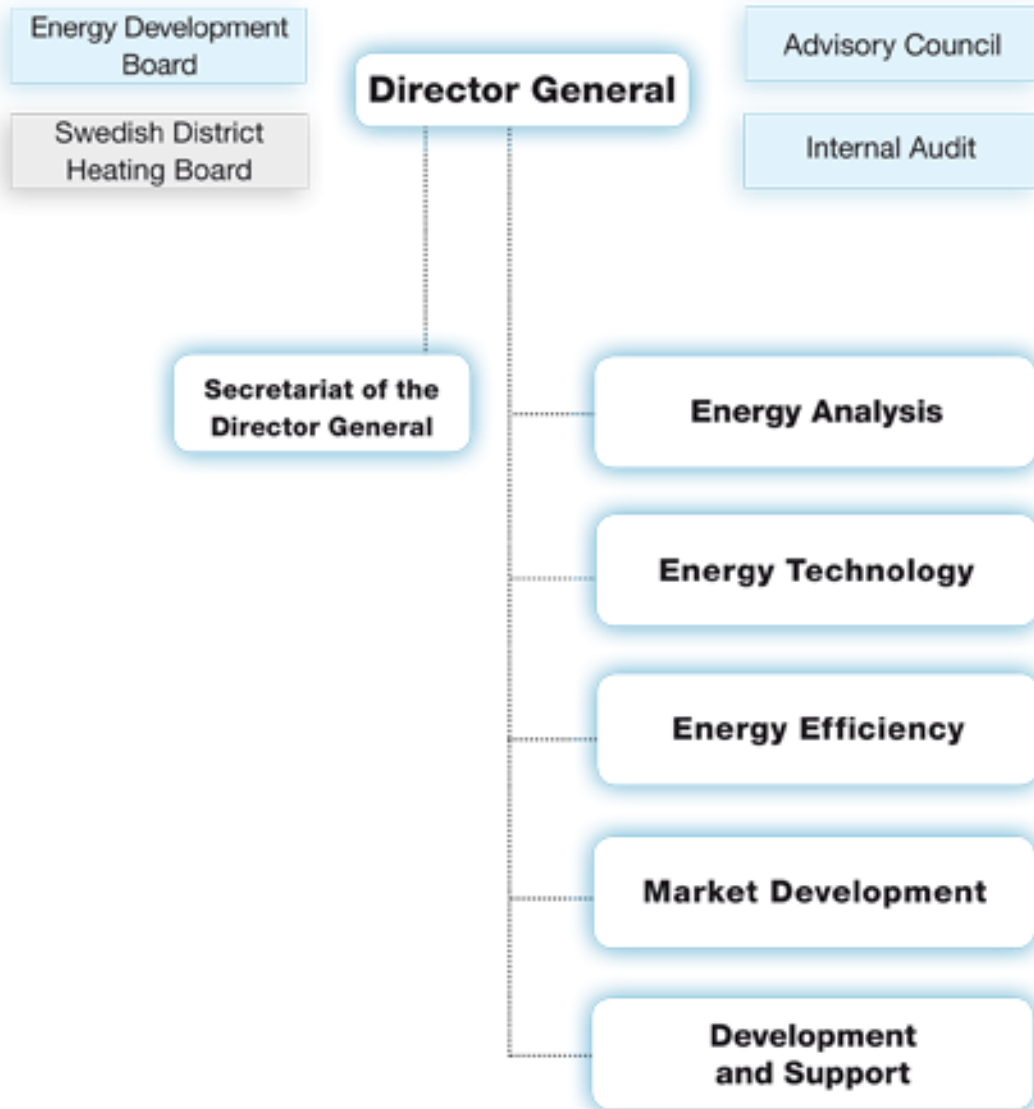 Energy Development
Board
Director General
Advisory Council
Swedish District
Heating Board
Internal Audit
Secretariat of the
Director General
Energy Analysis
Energy Technology
Energy Efficiency
Market Development
Development
and Support